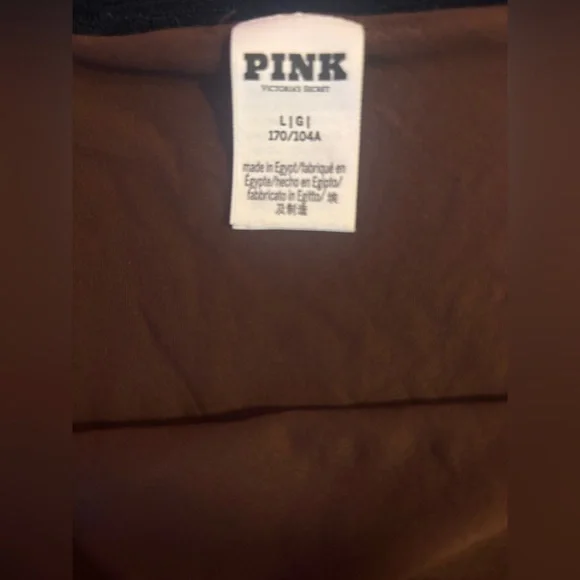 PINK
VICTORIA'S SECRET
L|G|
170/104A
made in Egypt/fabriqué en
Egypte/hecho en Egipto/
fabbricato in Egitto/ 埃
及制造